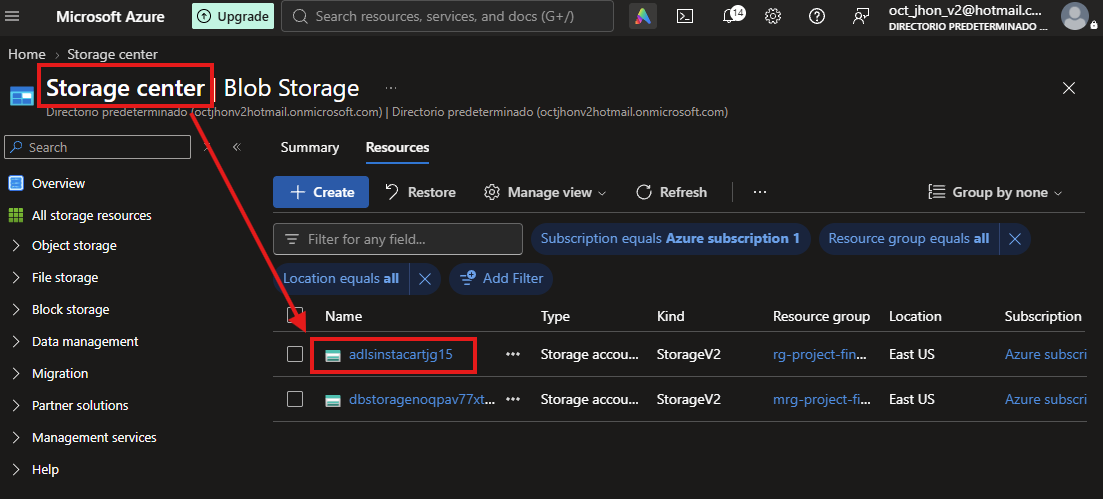 Microsoft Azure
Upgrade
Search resources, services, and docs (G+/)
14
oct_jhon_v2@hotmail.c...
DIRECTORIO PREDETERMINADO ...
Home > Storage center
Storage center | Blob Storage ...
Directorio predeterminado (octjhonv2hotmail.onmicrosoft.com) | Directorio predeterminado (octjhonv2hotmail.onmicrosoft.com)
Search
Overview
All storage resources
Object storage
File storage
Block storage
Data management
Migration
Partner solutions
Management services
Help
Summary Resources
Create Restore Manage view Refresh ... Group by none
Filter for any field... Subscription equals Azure subscription 1 Resource group equals all
Location equals all Add Filter
Name Type Kind Resource group Location Subscription
adlsinstacartjg15 ... Storage accou... StorageV2 rg-project-fin... East US Azure subscri
dbstoragenoqpav77xt... ... Storage accou... StorageV2 mrg-project-fi... East US Azure subscri